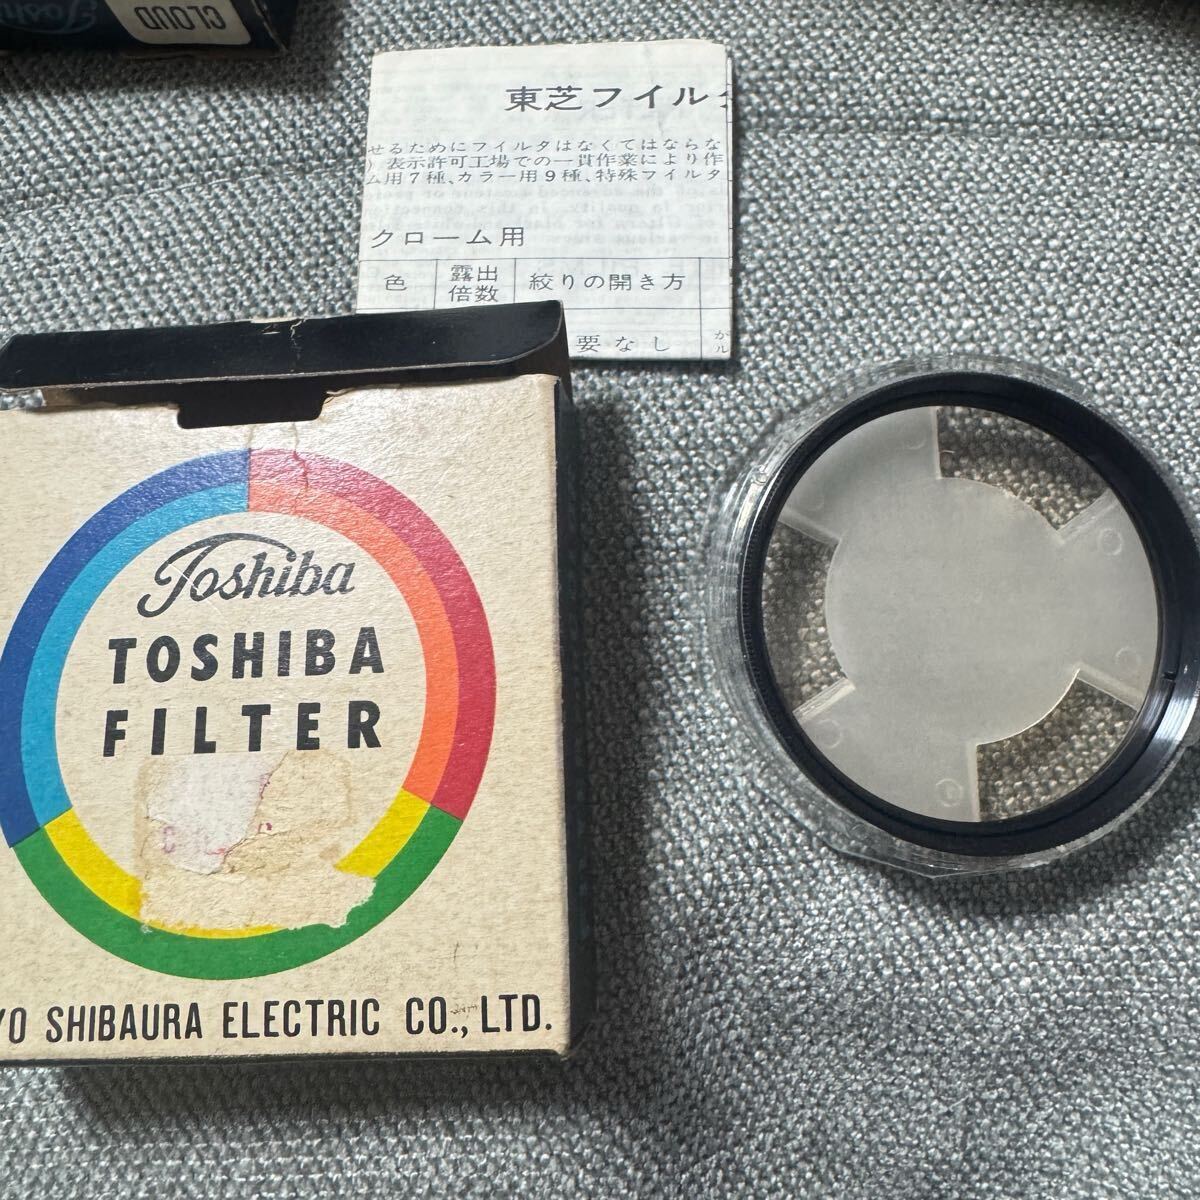 CLOUD
東芝フイル
せるためにフイルタはなくてはならな
）表示許可工場での一貫作業により作
ム用7種、カラー用9種、特殊フイルタ
クローム用
色
露出
倍数
絞りの開き方
要なし
か
ル
Toshiba
TOSHIBA
FILTER
YO SHIBAURA ELECTRIC CO., LTD.